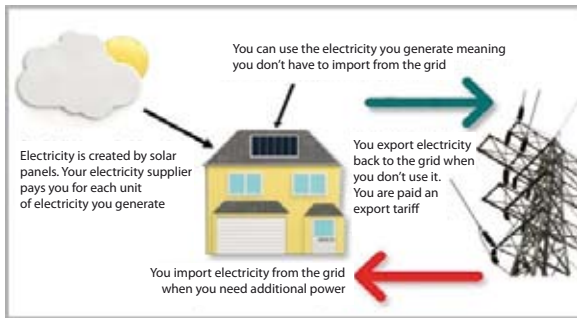 You can use the electricity you generate meaning
you don't have to import from the grid
Electricity is created by solar
panels. Your electricity supplier
pays you for each unit
of electricity you generate
You export electricity
back to the grid when
you don't use it.
You are paid an
export tariff
You import electricity from the grid
when you need additional power